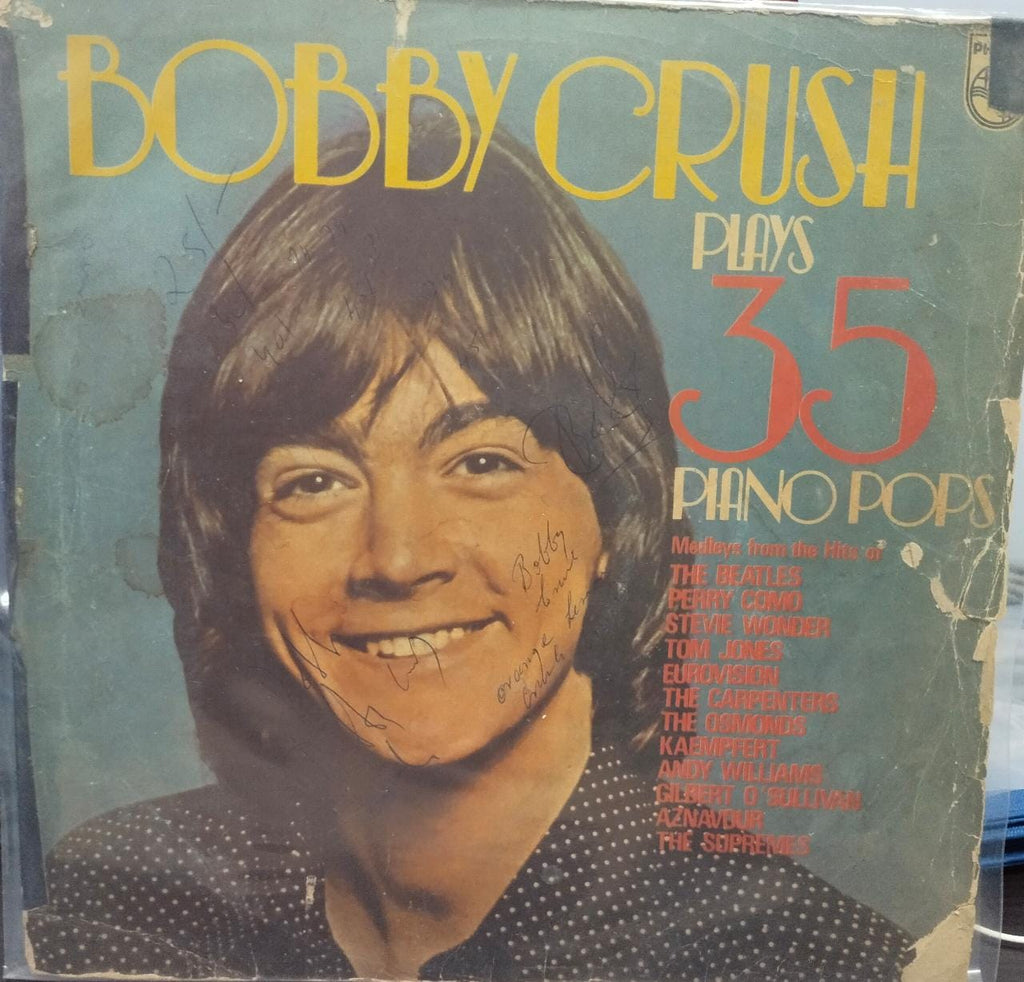 BOBBY CRUSH
PLAYS
35
PIANO POPS
Medleys from the Hits of
THE BEATLES
PERRY COMO
STEVIE WONDER
TOM JONES
EUROVISION
THE CARPENTERS
THE OSMONDS
KAEMPFERT
ANDY WILLIAMS
GILBERT O'SULLIVAN
AZNAVOUR
THE SUPREMES
Bobby
orange